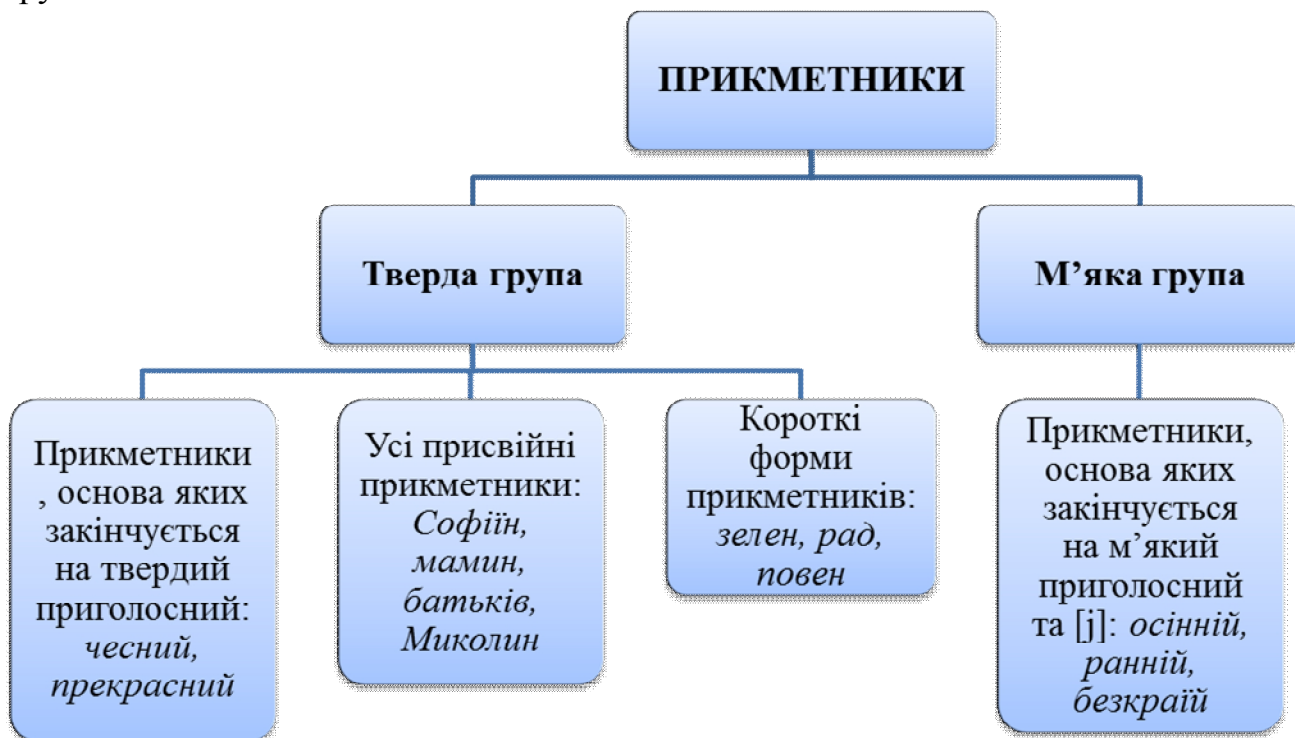 ру
ПРИКМЕТНИКИ
Тверда група
М’яка група
Прикметники
, основа яких
закінчується
на твердий
приголосний:
чесний,
прекрасний
Усі присвійні
прикметники:
Софіїн,
мамин,
батьків,
Миколин
Короткі
форми
прикметників:
зелен, рад,
повен
Прикметники,
основа яких
закінчується
на м’який
приголосний
та [j]: осінній,
ранній,
безкраїй